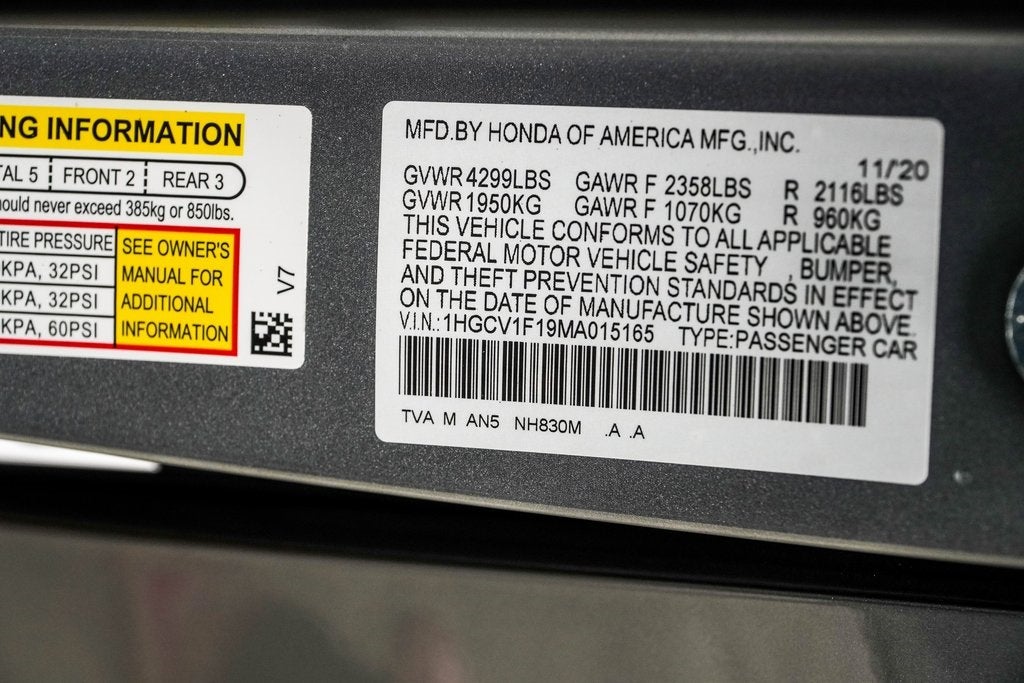 NG INFORMATION
TAL 5 FRONT 2 REAR 3
ould never exceed 385kg or 850lbs.
TIRE PRESSURE
KPA, 32PSI
KPA, 32PSI
KPA, 60PSI
SEE OWNER'S
MANUAL FOR
ADDITIONAL
INFORMATION
V7
MFD.BY HONDA OF AMERICA MFG.,INC.
11/20
GVWR 4299LBS GAWR F 2358LBS R 2116LBS
GVWR 1950KG GAWR F 1070KG R 960KG
THIS VEHICLE CONFORMS TO ALL APPLICABLE
FEDERAL MOTOR VEHICLE SAFETY , BUMPER,
AND THEFT PREVENTION STANDARDS IN EFFECT
ON THE DATE OF MANUFACTURE SHOWN ABOVE.
V.I.N.: 1HGCV1F19MA015165 TYPE:PASSENGER CAR
TVA M AN5 NH830M .A .A